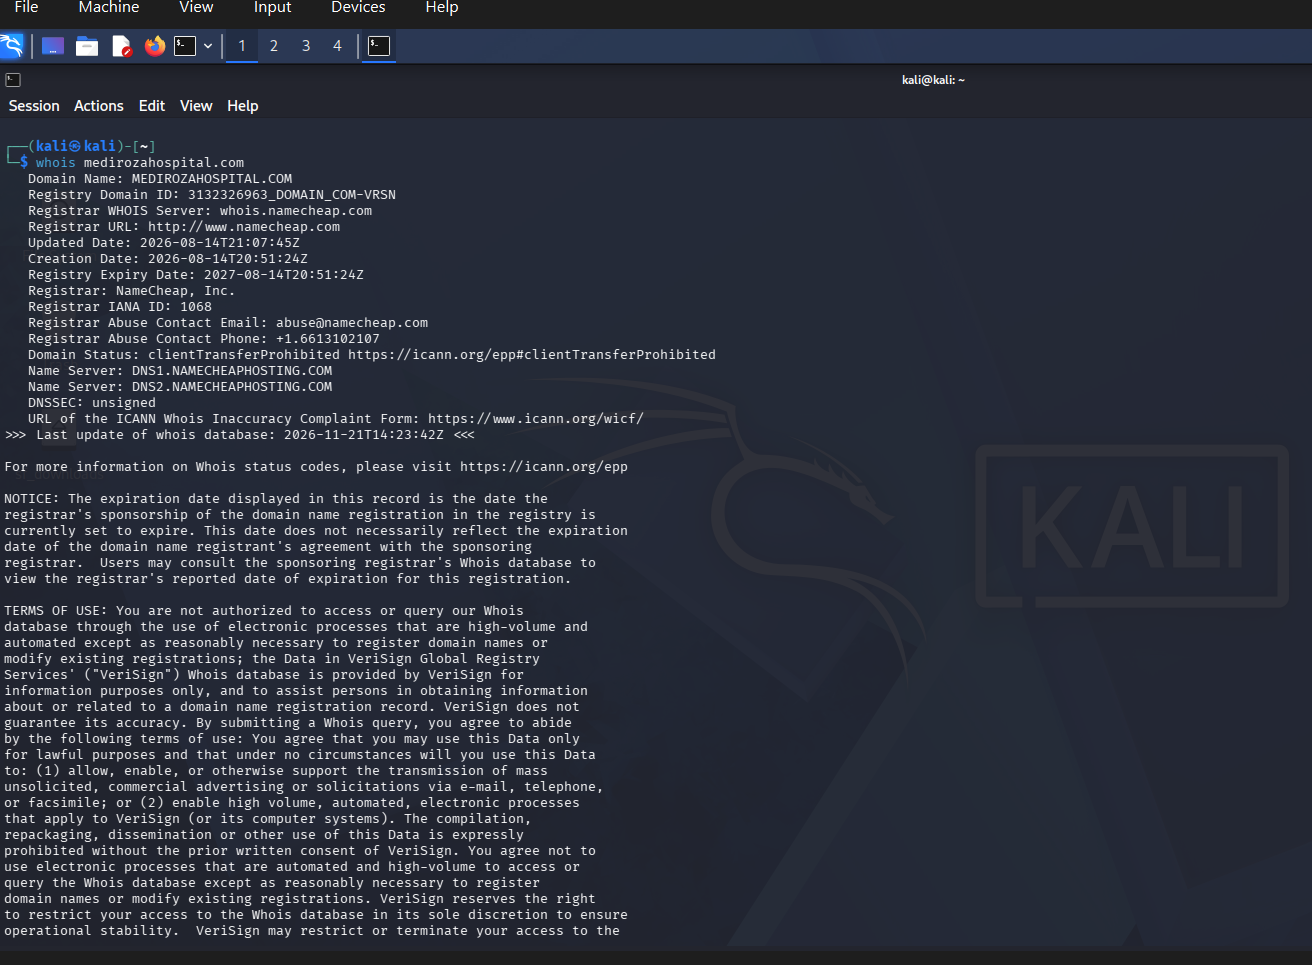 File Machine View Input Devices Help
1 2 3 4
kali@kali: ~
Session Actions Edit View Help
┌──(kali㉿kali)-[~]
└─$ whois medirozahospital.com
Domain Name: MEDIROZAHOSPITAL.COM
Registry Domain ID: 3132326963_DOMAIN_COM-VRSN
Registrar WHOIS Server: whois.namecheap.com
Registrar URL: http://www.namecheap.com
Updated Date: 2026-08-14T21:07:45Z
Creation Date: 2026-08-14T20:51:24Z
Registry Expiry Date: 2027-08-14T20:51:24Z
Registrar: NameCheap, Inc.
Registrar IANA ID: 1068
Registrar Abuse Contact Email: abuse@namecheap.com
Registrar Abuse Contact Phone: +1.6613102107
Domain Status: clientTransferProhibited https://icann.org/epp#clientTransferProhibited
Name Server: DNS1.NAMECHEAPHOSTING.COM
Name Server: DNS2.NAMECHEAPHOSTING.COM
DNSSEC: unsigned
URL of the ICANN Whois Inaccuracy Complaint Form: https://www.icann.org/wicf/
>>> Last update of whois database: 2026-11-21T14:23:42Z <<<
For more information on Whois status codes, please visit https://icann.org/epp
NOTICE: The expiration date displayed in this record is the date the
registrar's sponsorship of the domain name registration in the registry is
currently set to expire. This date does not necessarily reflect the expiration
date of the domain name registrant's agreement with the sponsoring
registrar.  Users may consult the sponsoring registrar's Whois database to
view the registrar's reported date of expiration for this registration.
TERMS OF USE: You are not authorized to access or query our Whois
database through the use of electronic processes that are high-volume and
automated except as reasonably necessary to register domain names or
modify existing registrations; the Data in VeriSign Global Registry
Services' ("VeriSign") Whois database is provided by VeriSign for
information purposes only, and to assist persons in obtaining information
about or related to a domain name registration record. VeriSign does not
guarantee its accuracy. By submitting a Whois query, you agree to abide
by the following terms of use: You agree that you may use this Data only
for lawful purposes and that under no circumstances will you use this Data
to: (1) allow, enable, or otherwise support the transmission of mass
unsolicited, commercial advertising or solicitations via e-mail, telephone,
or facsimile; or (2) enable high volume, automated, electronic processes
that apply to VeriSign (or its computer systems). The compilation,
repackaging, dissemination or other use of this Data is expressly
prohibited without the prior written consent of VeriSign. You agree not to
use electronic processes that are automated and high-volume to access or
query the Whois database except as reasonably necessary to register
domain names or modify existing registrations. VeriSign reserves the right
to restrict your access to the Whois database in its sole discretion to ensure
operational stability.  VeriSign may restrict or terminate your access to the
KALI